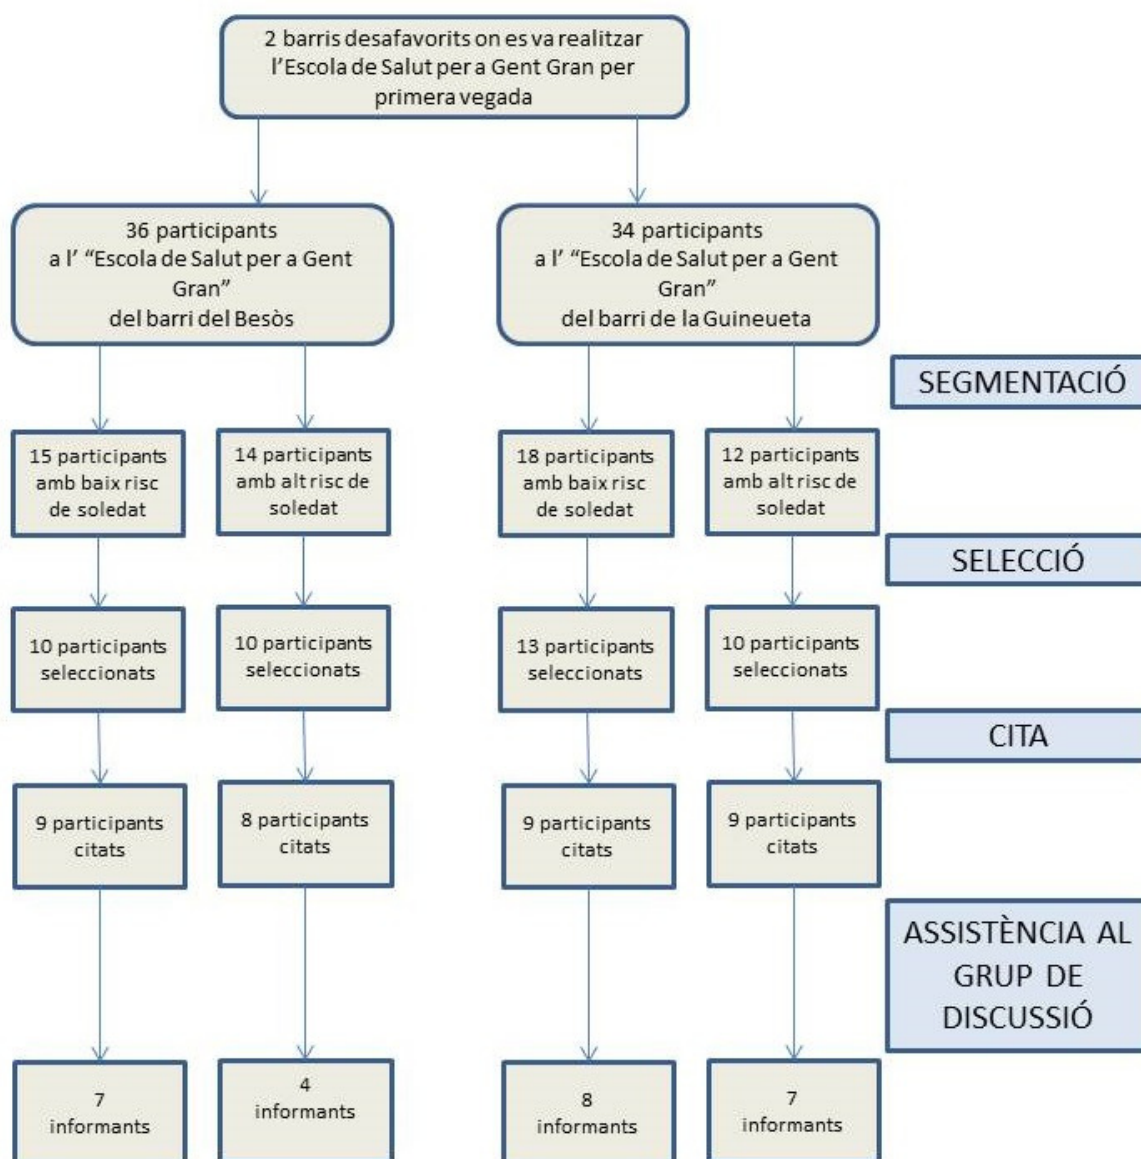 2 barris desafavorits on es va realitzar
l'Escola de Salut per a Gent Gran per
primera vegada
36 participants
a l' "Escola de Salut per a Gent
Gran"
del barri del Besòs
34 participants
a l' "Escola de Salut per a Gent
Gran"
del barri de la Guineueta
SEGMENTACIÓ
15 participants
amb baix risc
de soledat
14 participants
amb alt risc de
soledat
18 participants
amb baix risc
de soledat
12 participants
amb alt risc de
soledat
SELECCIÓ
10 participants
seleccionats
10 participants
seleccionats
13 participants
seleccionats
10 participants
seleccionats
CITA
9 participants
citats
8 participants
citats
9 participants
citats
9 participants
citats
ASSISTÈNCIA AL
GRUP DE
DISCUSSIÓ
7
informants
4
informants
8
informants
7
informants